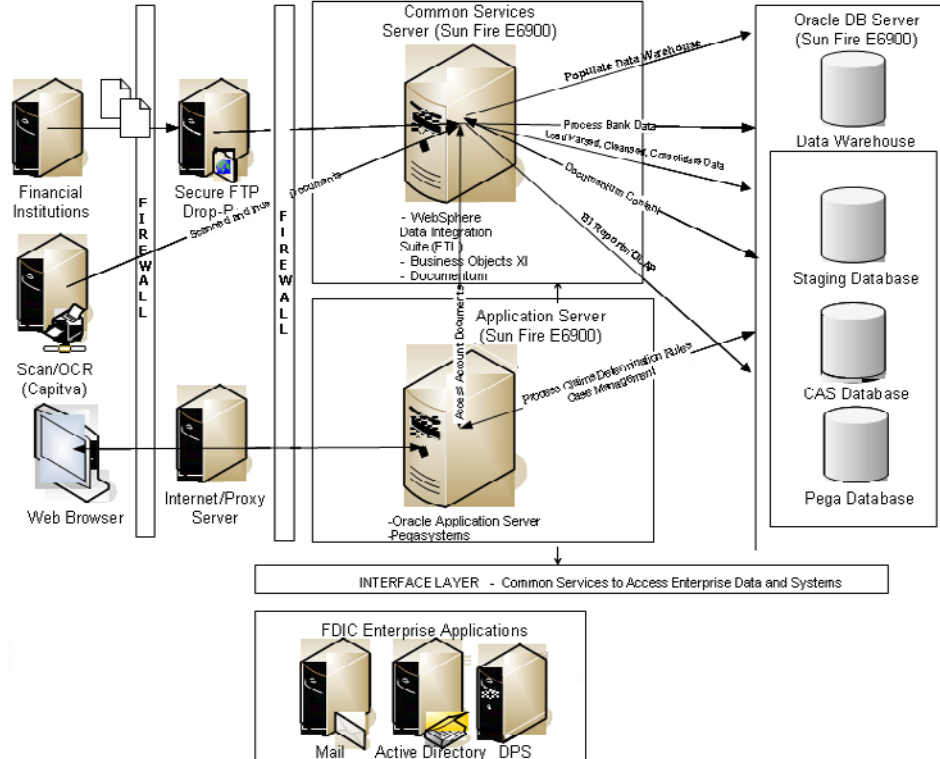 Common Services
Server (Sun Fire E6900)
Oracle DB Server
(Sun Fire E6900)
Populate Data Warehouse
Process Bank Data
Data Warehouse
Cleansed, Consolidate Data
Documentum Content
BI Reports/OLAP
Financial
Institutions
Secure FTP
Scanned and Documents
FIREWALL
FIREWALL
- WebSphere
Data Integration
Suite (ETL)
- Business Objects XI
- Documentum
Staging Database
Application Server
(Sun Fire E6900)
Access Account Documents
Process Claims/Determination Rules
Case Management
Scan/OCR
(Capitva)
CAS Database
Web Browser
Internet/Proxy
Server
-Oracle Application Server
-Pegasystems
Pega Database
INTERFACE LAYER - Common Services to Access Enterprise Data and Systems
FDIC Enterprise Applications
Mail
Active Directory
DPS